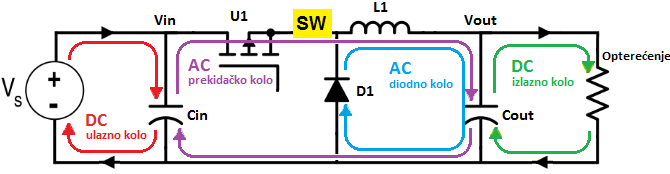 Vin
U1
SW
L1
Vout
Opterećenje
AC
prekidačko kolo
AC
diodno kolo
DC
izlazno kolo
Vs
+
-
D1
Cin
Cout
DC
ulazno kolo